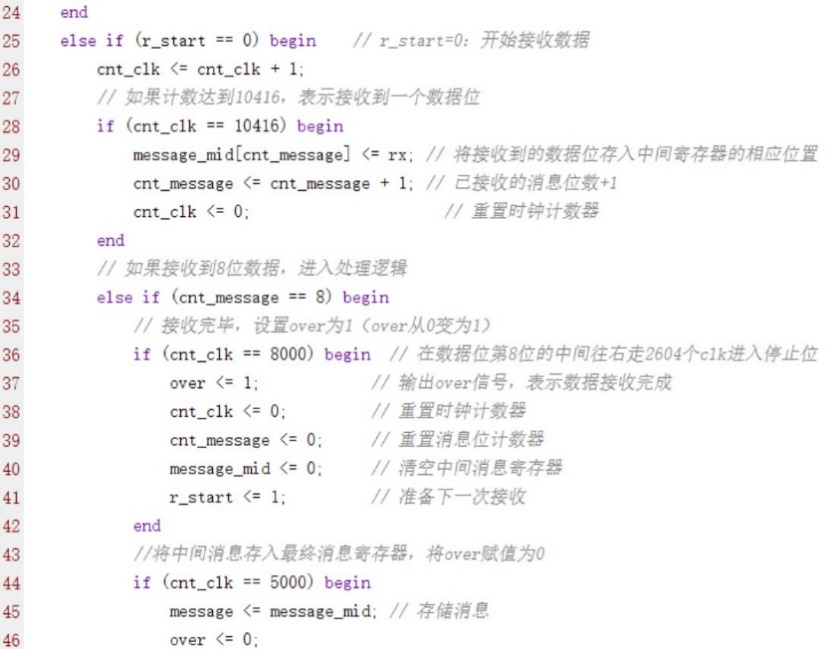 24 end
25 else if (r_start == 0) begin // r_start=0：开始接收数据
26 cnt_clk <= cnt_clk + 1;
27 // 如果计数达到10416，表示接收到一个数据位
28 if (cnt_clk == 10416) begin
29 message_mid[cnt_message] <= rx; // 将接收到的数据位存入中间寄存器的相应位置
30 cnt_message <= cnt_message + 1; // 已接收的消息位数+1
31 cnt_clk <= 0; // 重置时钟计数器
32 end
33 // 如果接收到8位数据，进入处理逻辑
34 else if (cnt_message == 8) begin
35 // 接收完毕，设置over为1（over从0变为1）
36 if (cnt_clk == 8000) begin // 在数据位第8位的中间往右走2604个clk进入停止位
37 over <= 1; // 输出over信号，表示数据接收完成
38 cnt_clk <= 0; // 重置时钟计数器
39 cnt_message <= 0; // 重置消息位计数器
40 message_mid <= 0; // 清空中间消息寄存器
41 r_start <= 1; // 准备下一次接收
42 end
43 //将中间消息存入最终消息寄存器，将over赋值为0
44 if (cnt_clk == 5000) begin
45 message <= message_mid; // 存储消息
46 over <= 0;